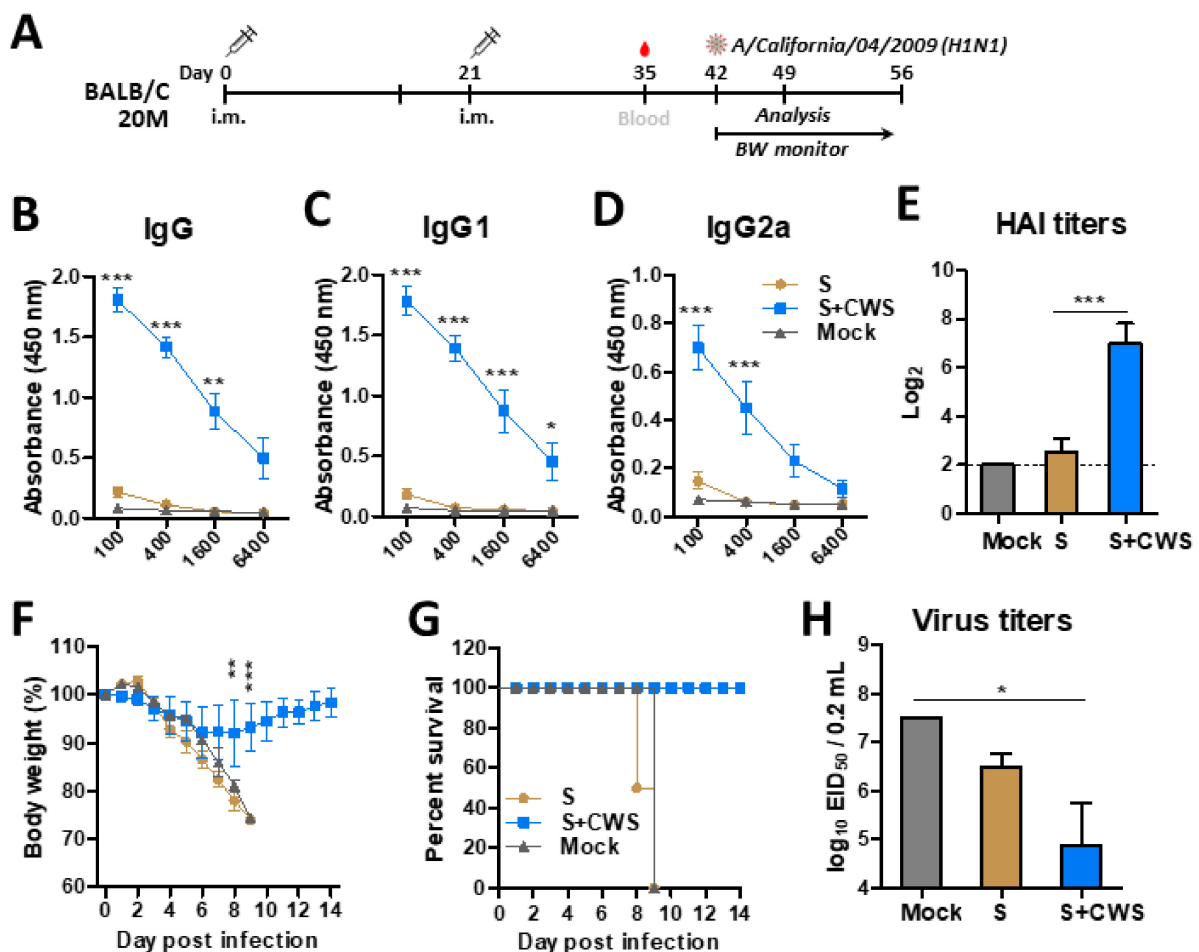 A
A/California/04/2009 (H1N1)
Day 0 21 35 42 49 56
BALB/C
20M
i.m. i.m. Blood Analysis
BW monitor
B IgG
Absorbance (450 nm)
2.0
1.5
1.0
0.5
0.0
***
***
**
100 400 1600 6400
C IgG1
Absorbance (450 nm)
2.0
1.5
1.0
0.5
0.0
***
***
***
*
100 400 1600 6400
D IgG2a
Absorbance (450 nm)
1.0
0.8
0.6
0.4
0.2
0.0
***
***
S
S+CWS
Mock
100 400 1600 6400
E HAI titers
Log2
10
8
6
4
2
0
***
Mock S S+CWS
F
Body weight (%)
110
100
90
80
70
60
**
***
0 2 4 6 8 10 12 14
Day post infection
G
Percent survival
120
100
80
60
40
20
0
S
S+CWS
Mock
0 2 4 6 8 10 12 14
Day post infection
H Virus titers
log10 EID50 / 0.2 mL
9
8
7
6
5
4
*
Mock S S+CWS